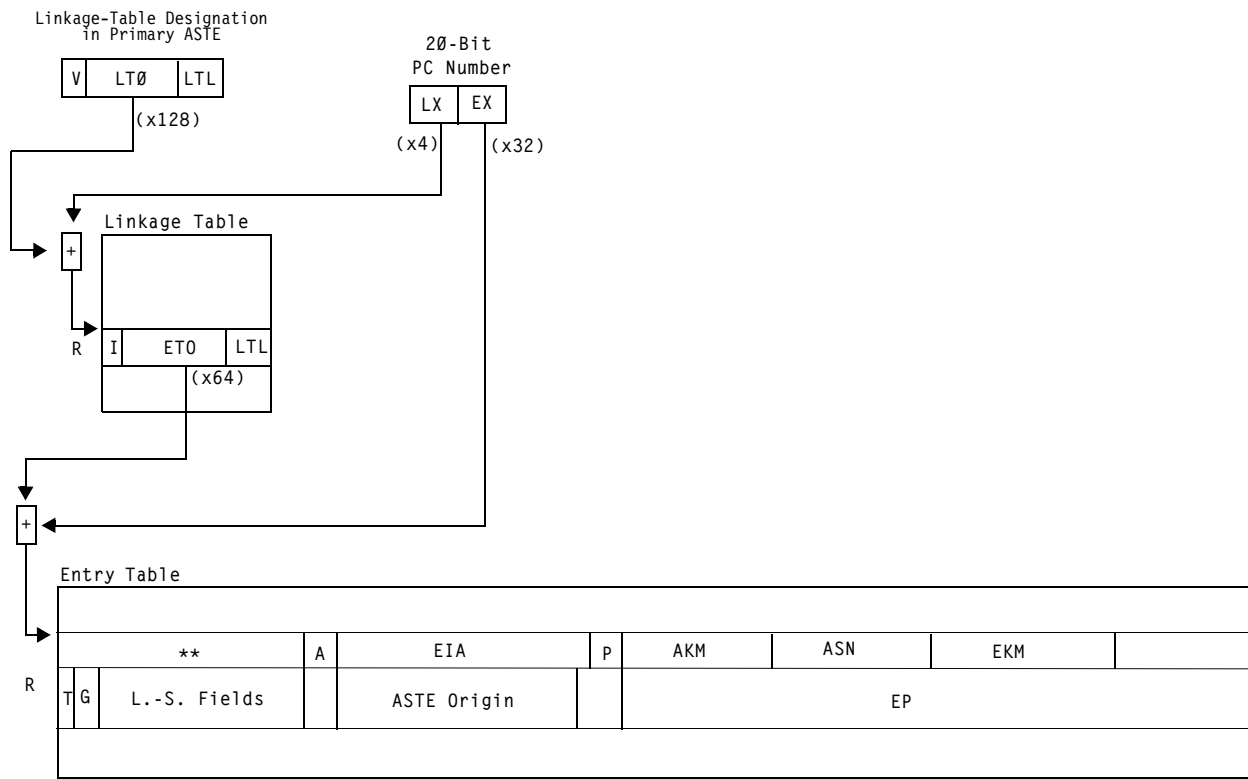 Linkage-Table Designation
in Primary ASTE
V LTØ LTL
(x128)
2Ø-Bit
PC Number
LX EX
(x4) (x32)
+
Linkage Table
R I ETO LTL
(x64)
+
Entry Table
** A EIA P AKM ASN EKM
R T G L.-S. Fields ASTE Origin EP